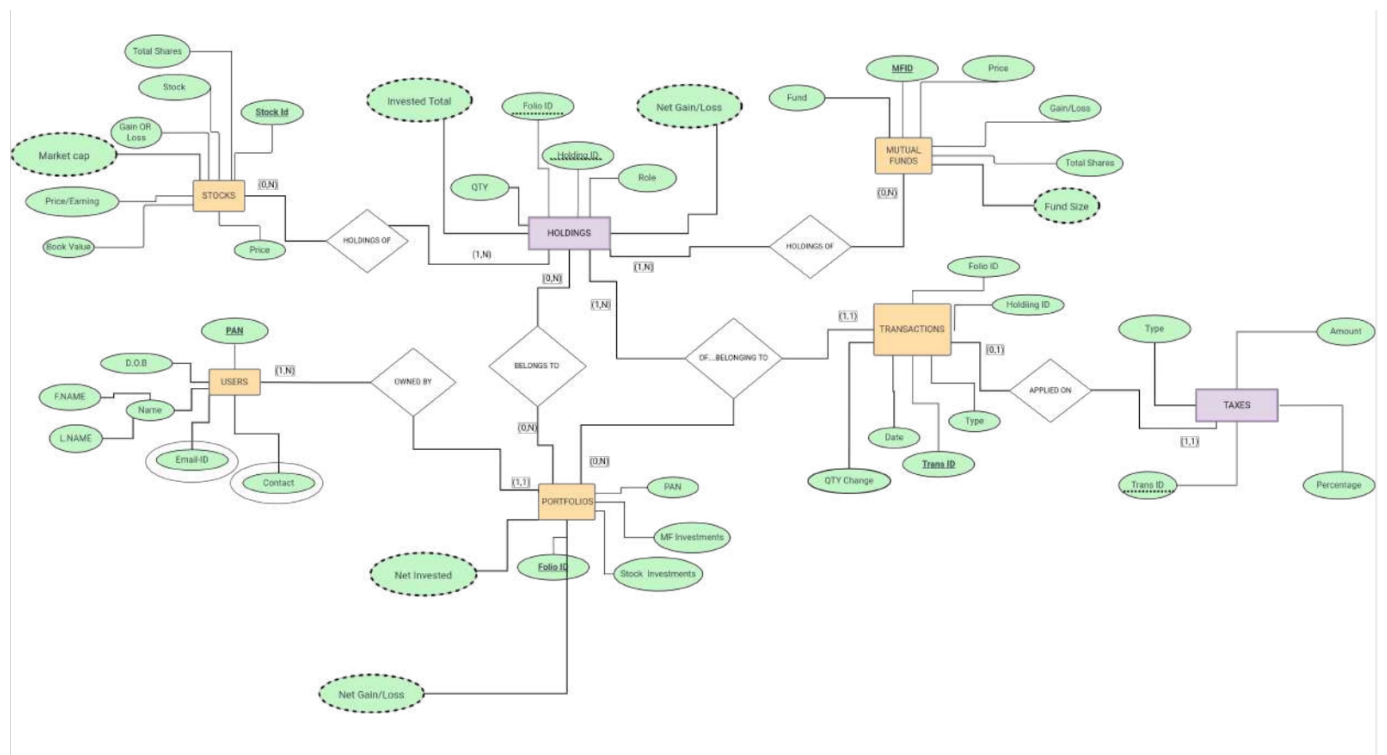 Total Shares
Stock
Stock Id
Gain OR
Loss
Market cap
Price/Earning
Book Value
Price
STOCKS
(0,N)
HOLDINGS OF
(1,N)
Invested Total
Folio ID
Net Gain/Loss
Holding ID
QTY
Role
HOLDINGS
(0,N)
(1,N)
(1,N)
HOLDINGS OF
(0,N)
MFID
Price
Fund
Gain/Loss
MUTUAL
FUNDS
Total Shares
Fund Size
PAN
D.O.B
USERS
(1,N)
F.NAME
Name
L.NAME
Email-ID
Contact
OWNED BY
(1,1)
BELONGS TO
(0,N)
OF...BELONGING TO
(0,N)
(1,1)
Folio ID
Holdiing ID
TRANSACTIONS
(0,1)
Type
Date
Trans ID
QTY Change
APPLIED ON
(1,1)
Type
Amount
TAXES
Trans ID
Percentage
PORTFOLIOS
PAN
MF Investments
Stock Investments
Folio ID
Net Invested
Net Gain/Loss